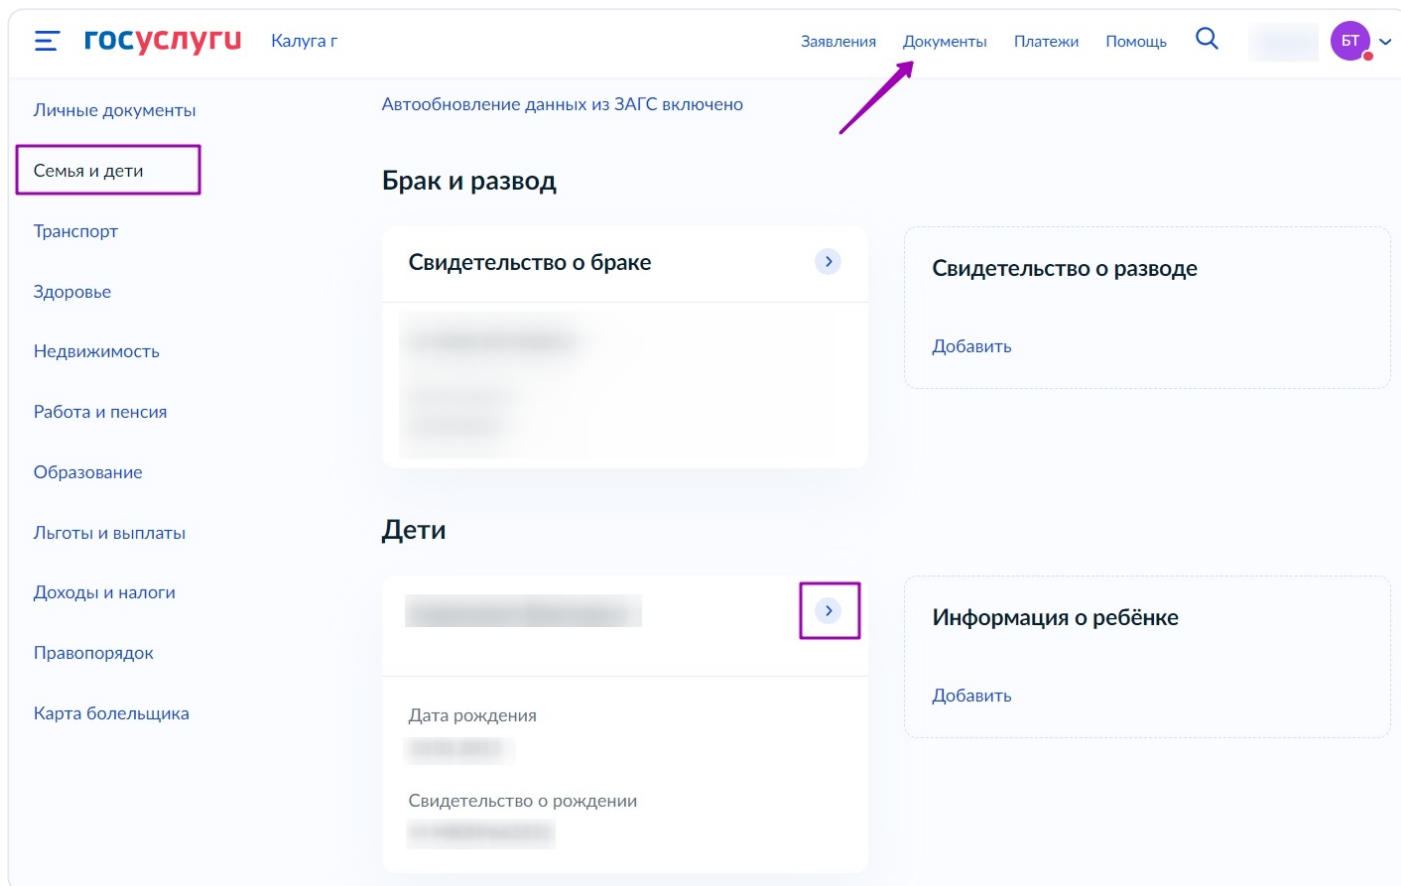 госуслуги
Калуга г
Заявления
Документы
Платежи
Помощь
БТ
Личные документы
Семья и дети
Транспорт
Здоровье
Недвижимость
Работа и пенсия
Образование
Льготы и выплаты
Доходы и налоги
Правопорядок
Карта болельщика
Автообновление данных из ЗАГС включено
Брак и развод
Свидетельство о браке
Свидетельство о разводе
Добавить
Дети
Дата рождения
Свидетельство о рождении
Информация о ребёнке
Добавить